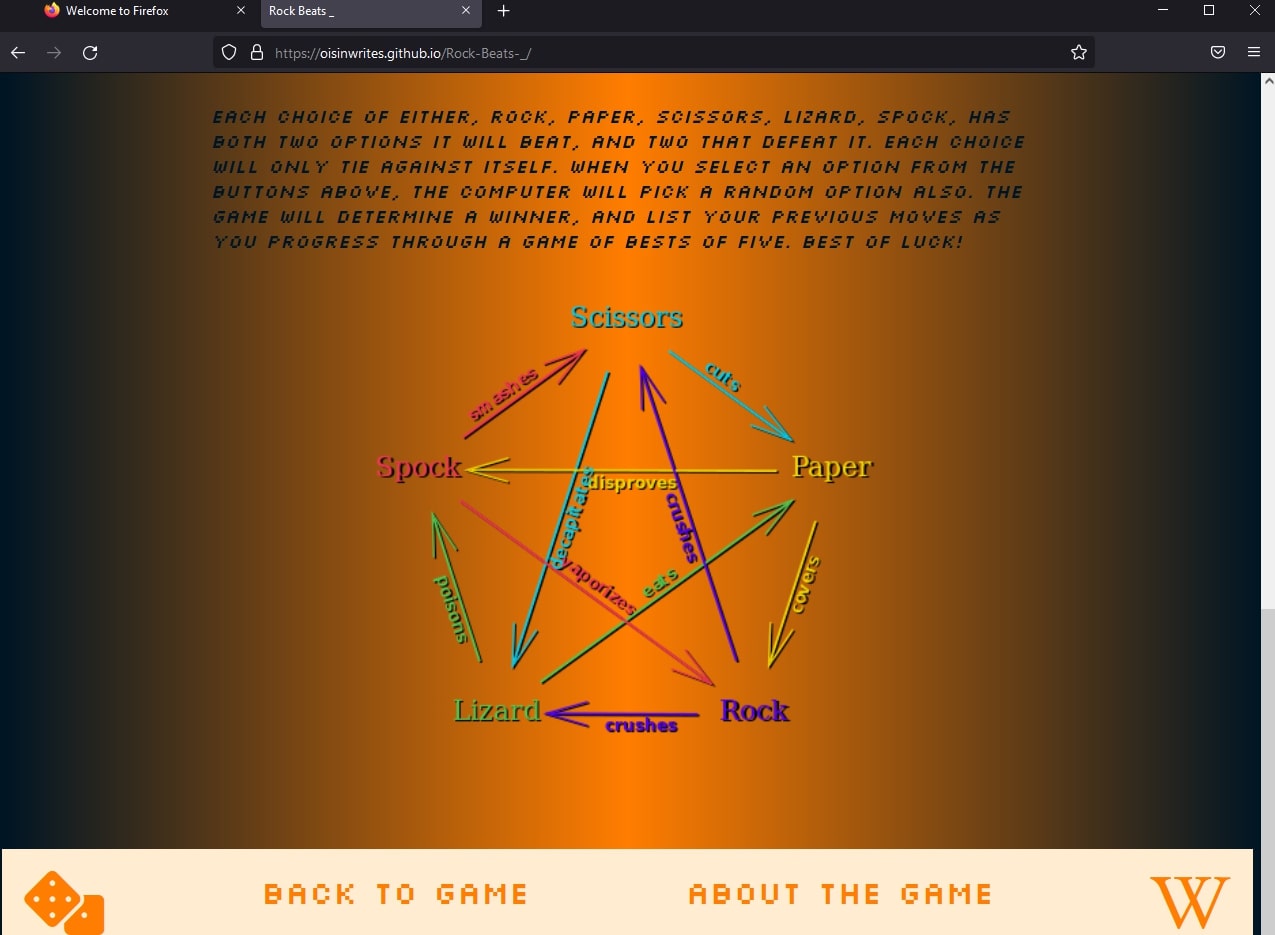 Welcome to Firefox
Rock Beats _
https://oisinwrites.github.io/Rock-Beats-_/
EACH CHOICE OF EITHER, ROCK, PAPER, SCISSORS, LIZARD, SPOCK, HAS
BOTH TWO OPTIONS IT WILL BEAT, AND TWO THAT DEFEAT IT. EACH CHOICE
WILL ONLY TIE AGAINST ITSELF. WHEN YOU SELECT AN OPTION FROM THE
BUTTONS ABOVE, THE COMPUTER WILL PICK A RANDOM OPTION ALSO. THE
GAME WILL DETERMINE A WINNER, AND LIST YOUR PREVIOUS MOVES AS
YOU PROGRESS THROUGH A GAME OF BESTS OF FIVE. BEST OF LUCK!
Scissors
smashes
cuts
Spock
Paper
disproves
decapitates
crushes
vaporizes
eats
covers
poisons
Lizard
Rock
crushes
BACK TO GAME
ABOUT THE GAME
W